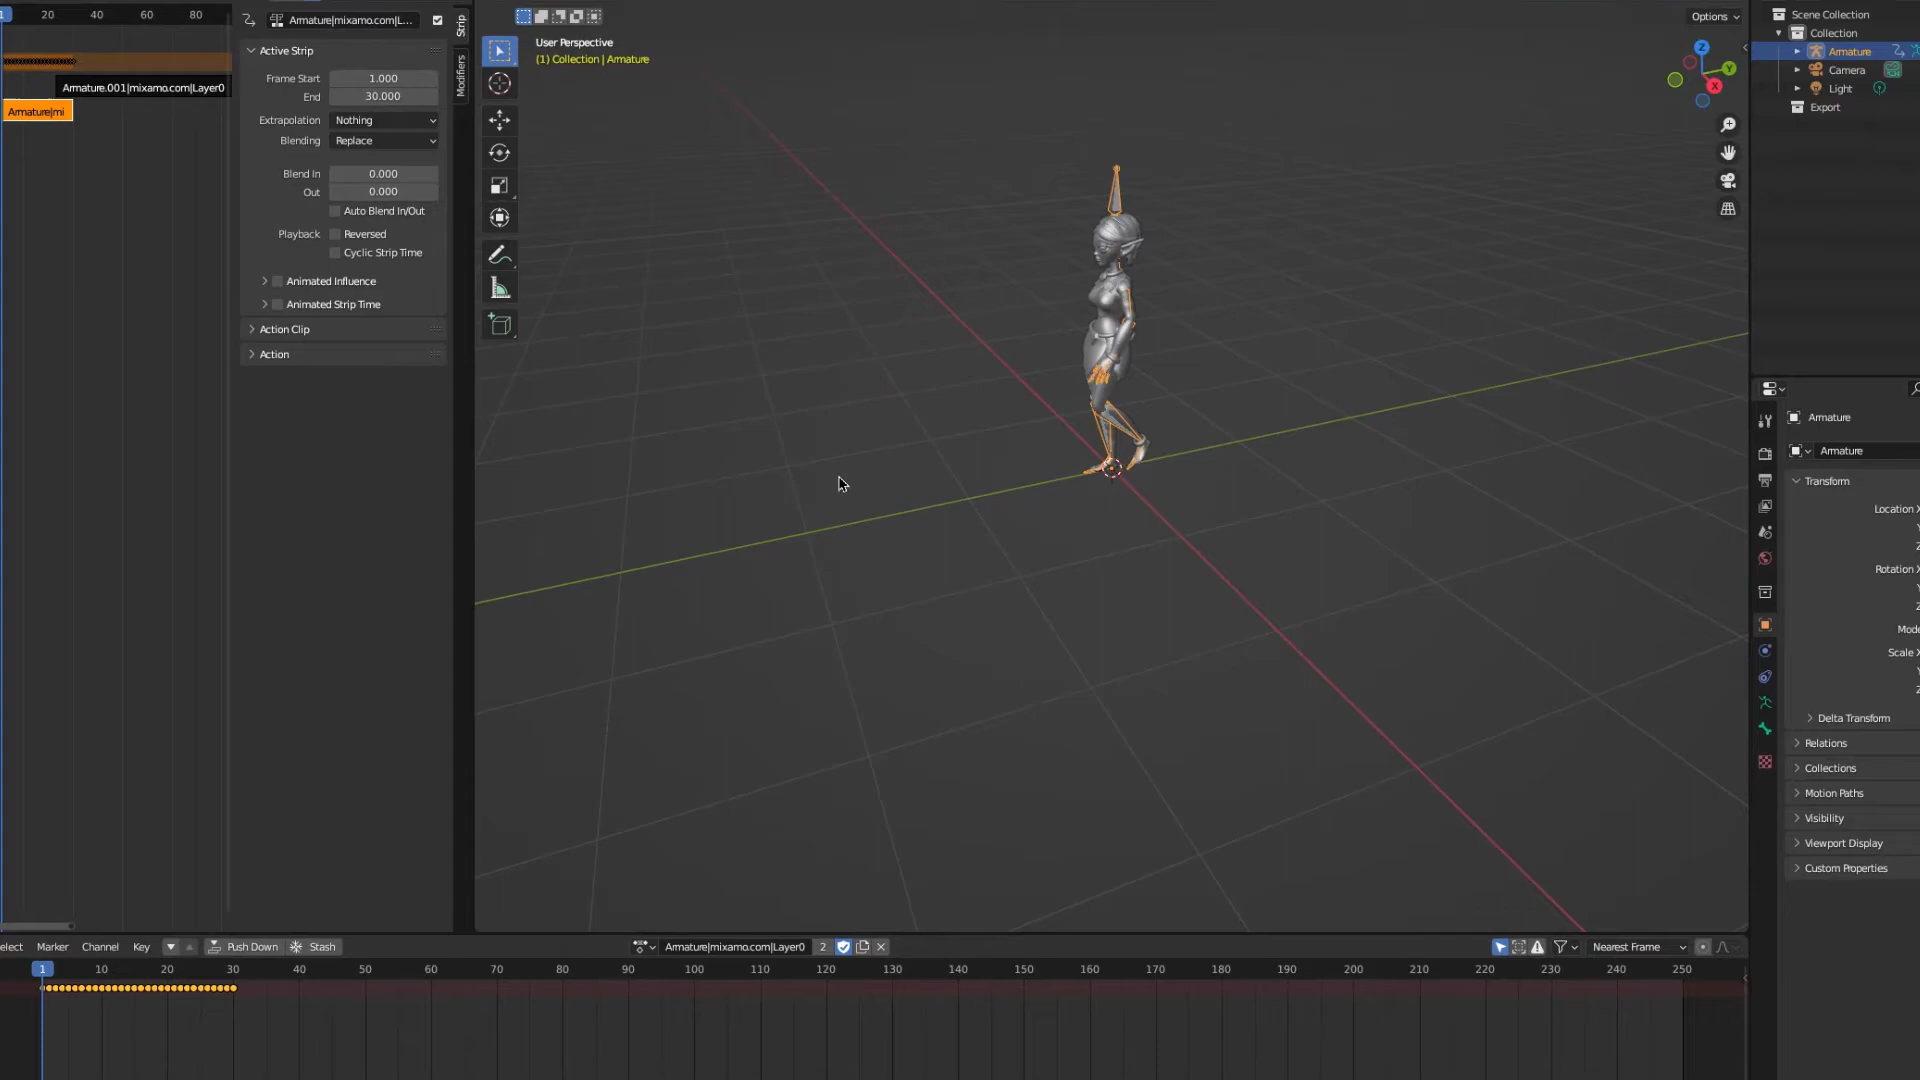 1 20 40 60 80
Armature.001|mixamo.com|Layer0
Armature|mi
Armature|mixamo.com|L...
Active Strip
Frame Start 1.000
End 30.000
Extrapolation Nothing
Blending Replace
Blend In 0.000
Out 0.000
Auto Blend In/Out
Playback Reversed
Cyclic Strip Time
Animated Influence
Animated Strip Time
Action Clip
Action
Strip
Modifiers
User Perspective
(1) Collection | Armature
Options
Z
Y
X
Scene Collection
Collection
Armature
Camera
Light
Export
Armature
Armature
Transform
Location X
Y
Z
Rotation X
Y
Z
Mode
Scale X
Y
Z
Delta Transform
Relations
Collections
Motion Paths
Visibility
Viewport Display
Custom Properties
elect Marker Channel Key Push Down Stash Armature|mixamo.com|Layer0 2 Nearest Frame
1 10 20 30 40 50 60 70 80 90 100 110 120 130 140 150 160 170 180 190 200 210 220 230 240 250